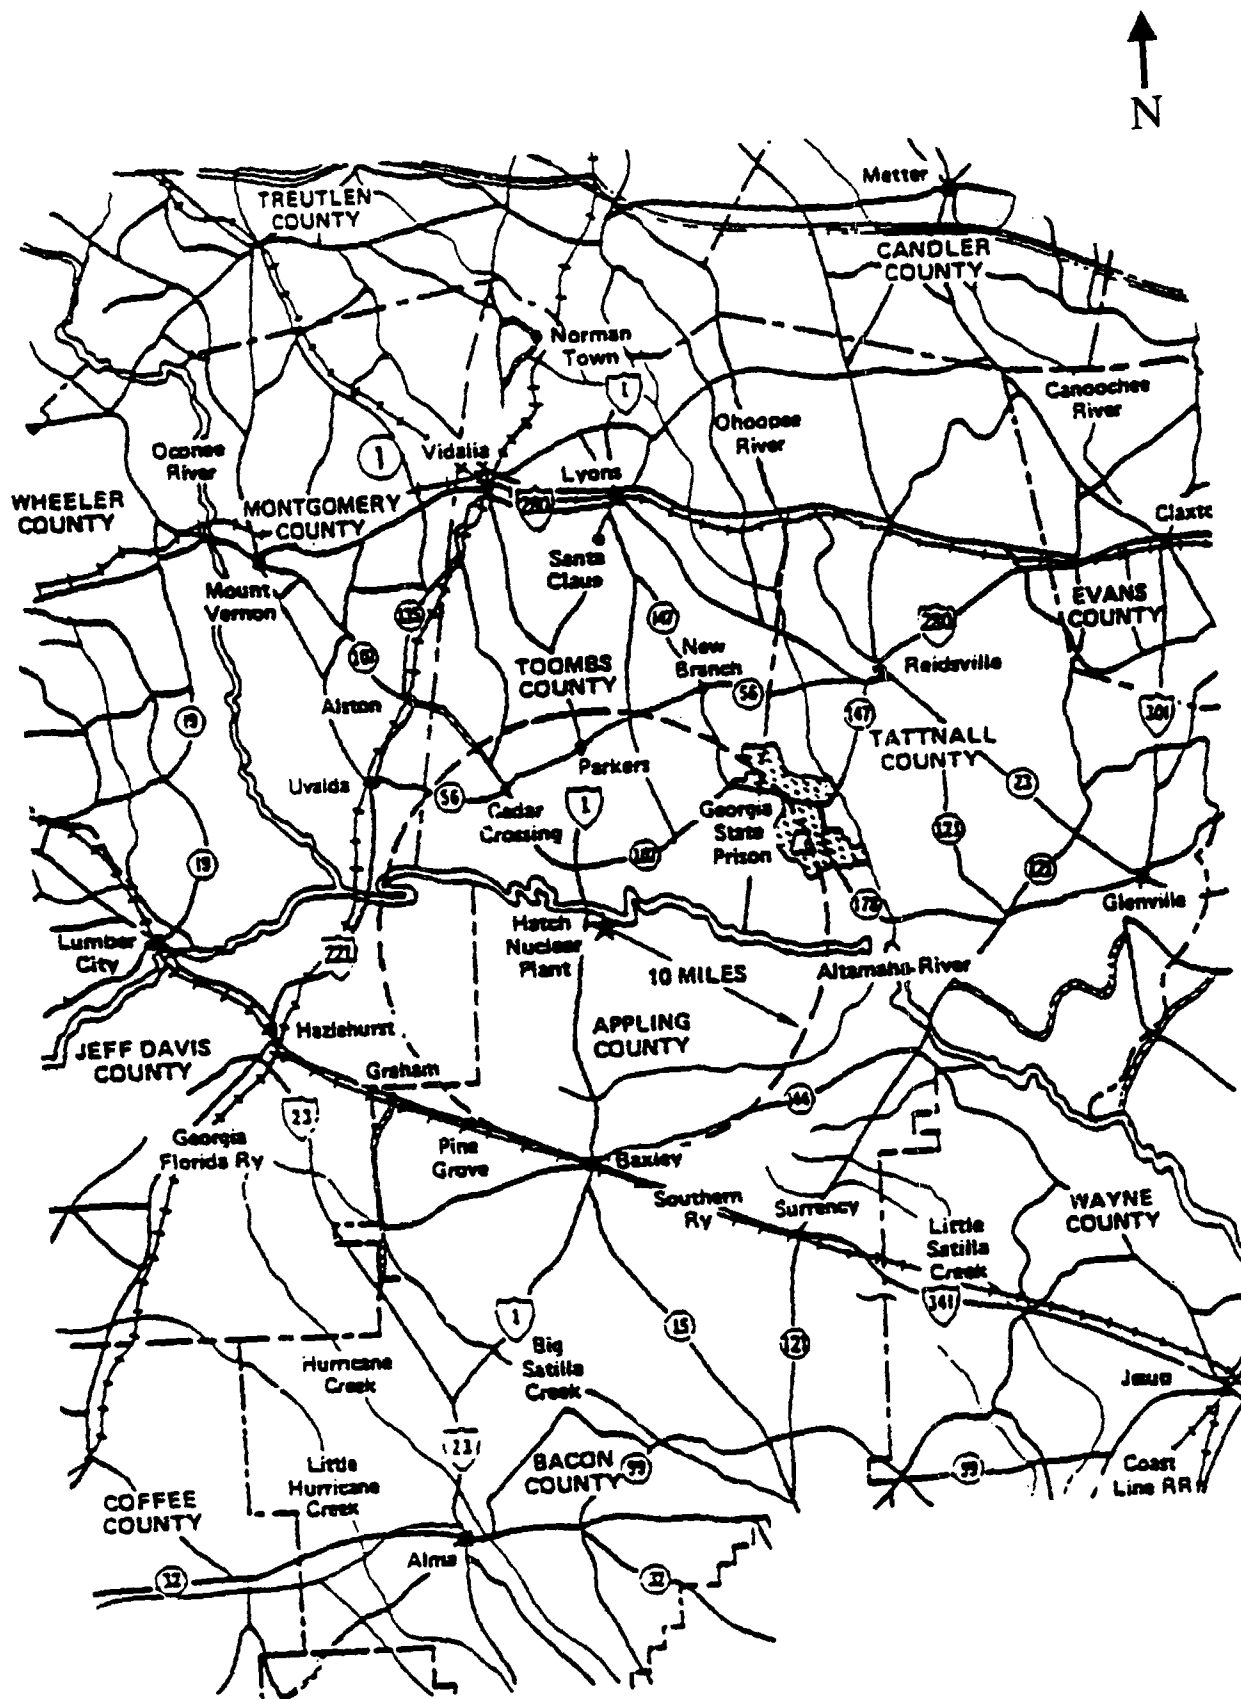 N
Metter
TREUTLEN
COUNTY
CANDLER
COUNTY
Norman
Town
1
Canoochee
River
Ohoopee
River
Oconee
River
1
Vidalia
Lyons
WHEELER
COUNTY
MONTGOMERY
COUNTY
280
Santa
Claus
Mount
Vernon
EVANS
COUNTY
135
147
280
New
Branch
TOOMBS
COUNTY
Reidsville
Alston
56
19
147
301
TATTNALL
COUNTY
Parkers
Uvalda
56
Cedar
Crossing
1
Georgia
State
Prison
23
121
19
178
Glenville
Hatch
Nuclear
Plant
Lumber
City
221
10 MILES
Altamaha River
Hazlehurst
APPLING
COUNTY
JEFF DAVIS
COUNTY
Graham
23
144
Georgia
Florida Ry
Pine
Grove
Baxley
Southern
Ry
Surrency
WAYNE
COUNTY
Little
Satilla
Creek
341
1
15
121
Big
Satilla
Creek
Hurricane
Creek
Jesup
23
BACON
COUNTY
99
99
Little
Hurricane
Creek
COFFEE
COUNTY
Coast
Line RR
Alma
32
32